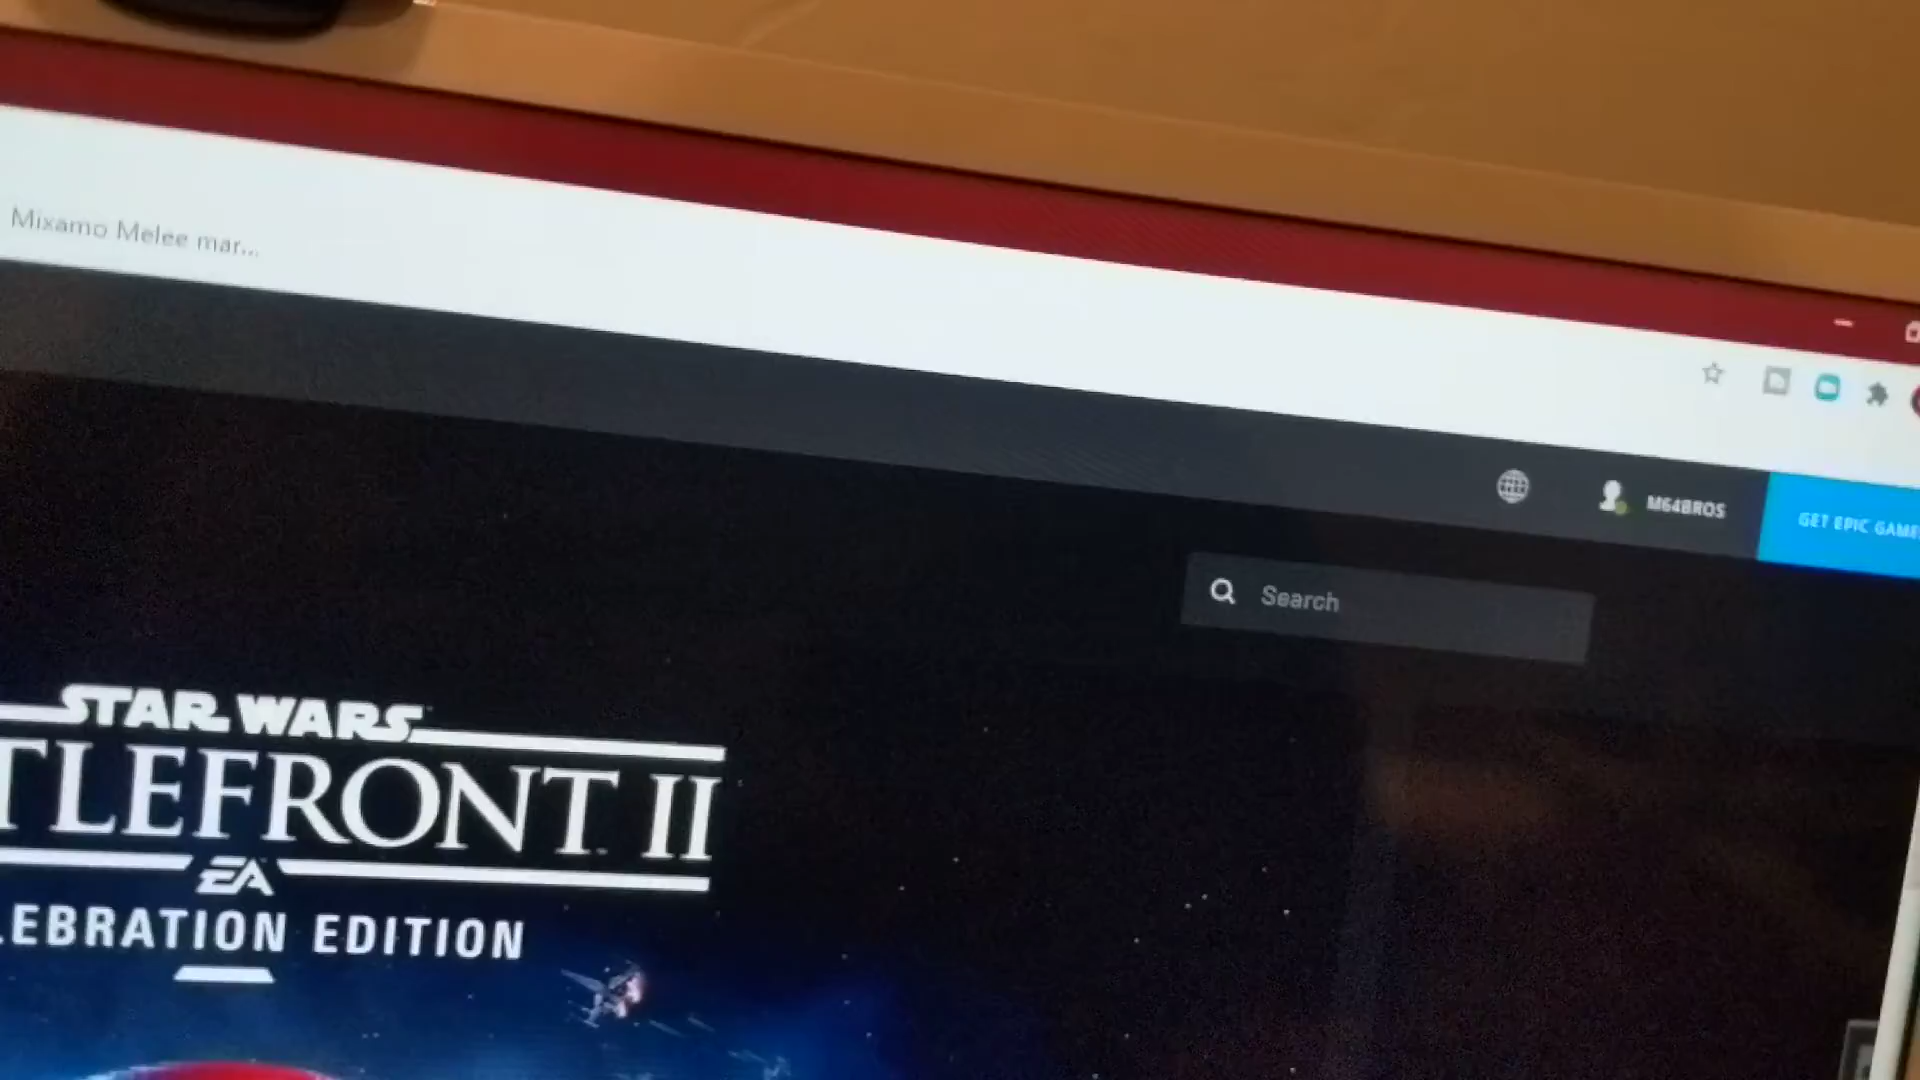 Mixamo Melee mar...
M64BROS
GET EPIC GAME
Search
STAR WARS
TLEFRONT II
EA
LEBRATION EDITION